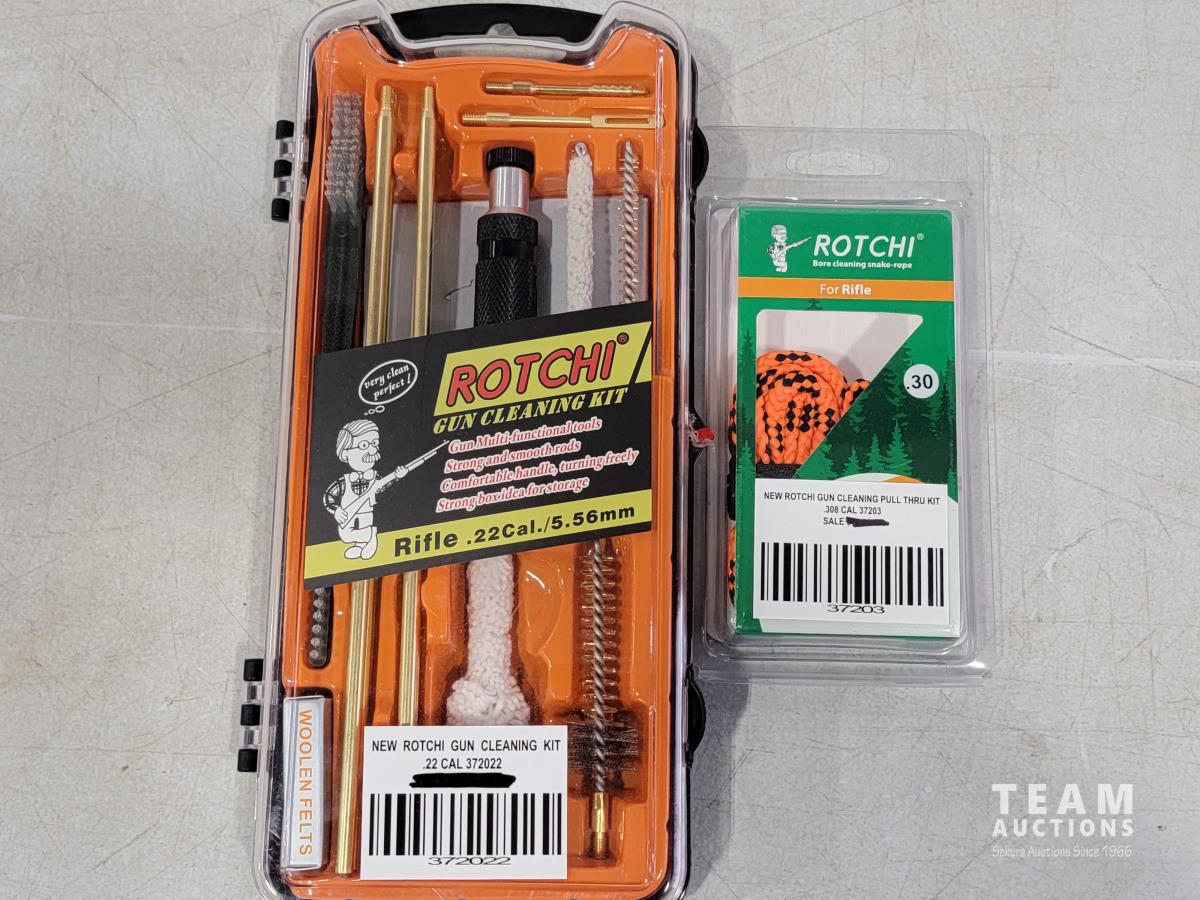 very clean
perfect !
ROTCHI®
GUN CLEANING KIT
Gun Multi-functional tools
Strong and smooth rods
Comfortable handle, turning freely
Strong box idea for storage
Rifle .22Cal./5.56mm
WOOLEN FELTS
NEW ROTCHI GUN CLEANING KIT
.22 CAL 372022
372022
ROTCHI®
Bore cleaning snake-rope
For Rifle
.30
NEW ROTCHI GUN CLEANING PULL THRU KIT
.308 CAL 37203
SALE
37203
TEAM
AUCTIONS
Sekura Auctions Since 1966